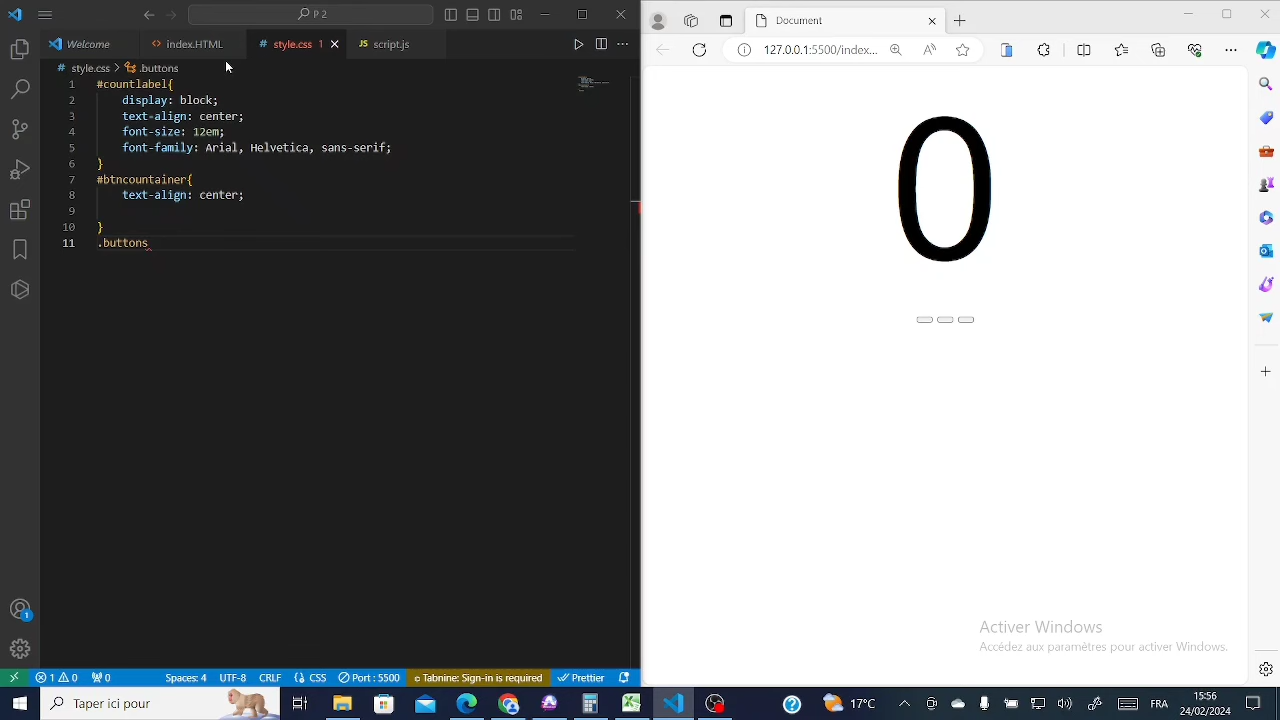 P 2
Welcome
index.HTML
style.css 1
script.js
style.css > .buttons
1 #countlabel{
2 display: block;
3 text-align: center;
4 font-size: 12em;
5 font-family: Arial, Helvetica, sans-serif;
6 }
7 #btncountainer{
8 text-align: center;
9
10 }
11 .buttons
1
1 0 0 Spaces: 4 UTF-8 CRLF CSS Port : 5500 Tabnine: Sign-in is required Prettier
Document
127.0.0.1:5500/index...
0
Activer Windows
Accédez aux paramètres pour activer Windows.
Taper ici pour
17°C
FRA
15:56
24/02/2024